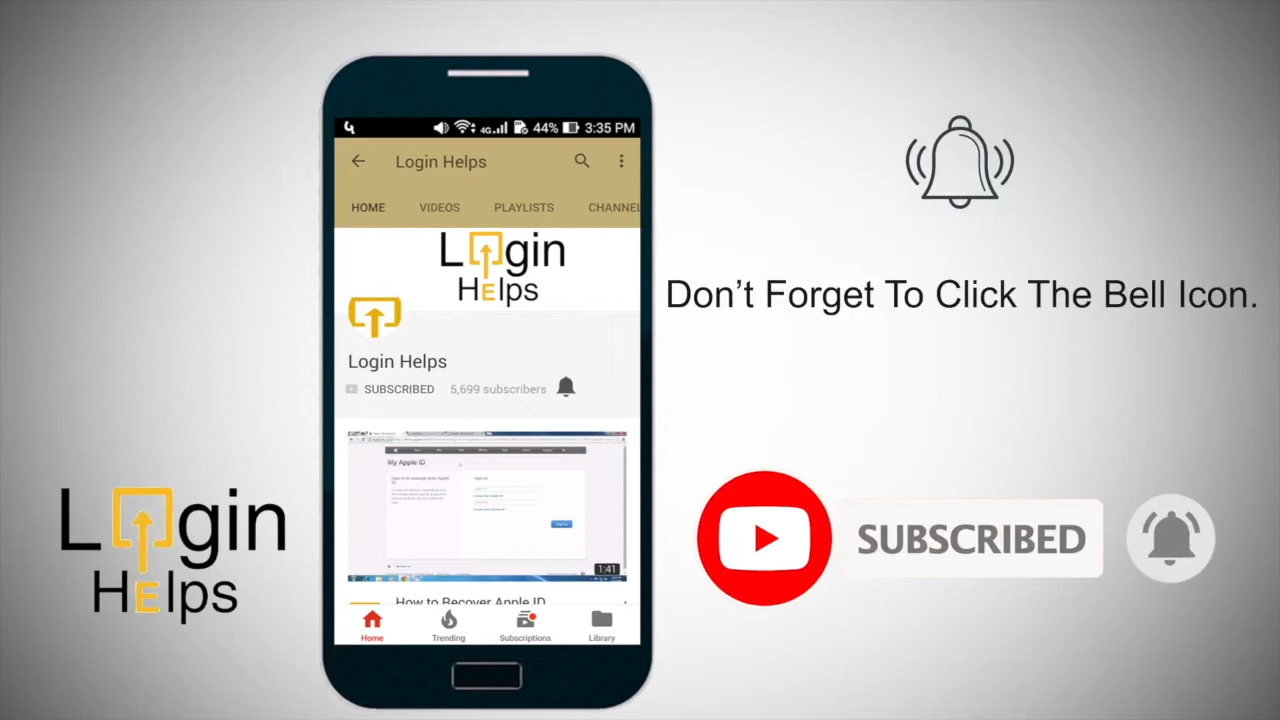 4G 44% 3:35 PM
Login Helps
HOME VIDEOS PLAYLISTS CHANNEL
Login
Helps
Login Helps
SUBSCRIBED 5,699 subscribers
My Apple ID
1:41
How to Recover Apple ID
Home Trending Subscriptions Library
Login
Helps
Don't Forget To Click The Bell Icon.
SUBSCRIBED